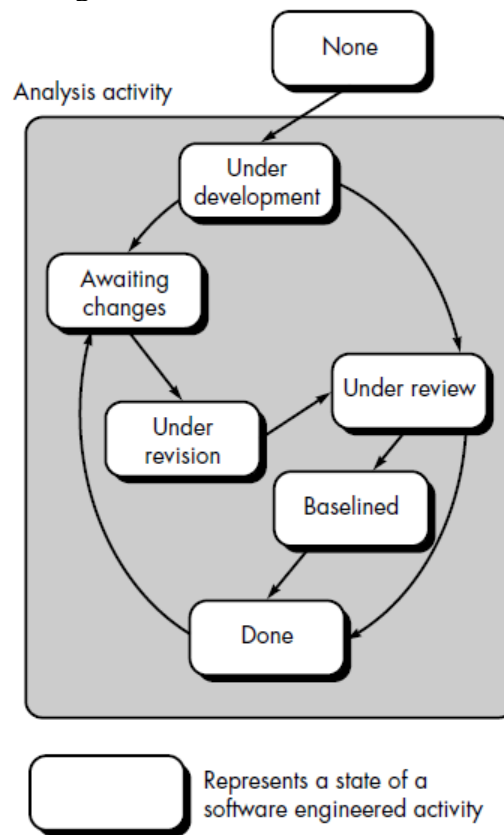 None
Analysis activity
Under
development
Awaiting
changes
Under review
Under
revision
Baselined
Done
Represents a state of a
software engineered activity